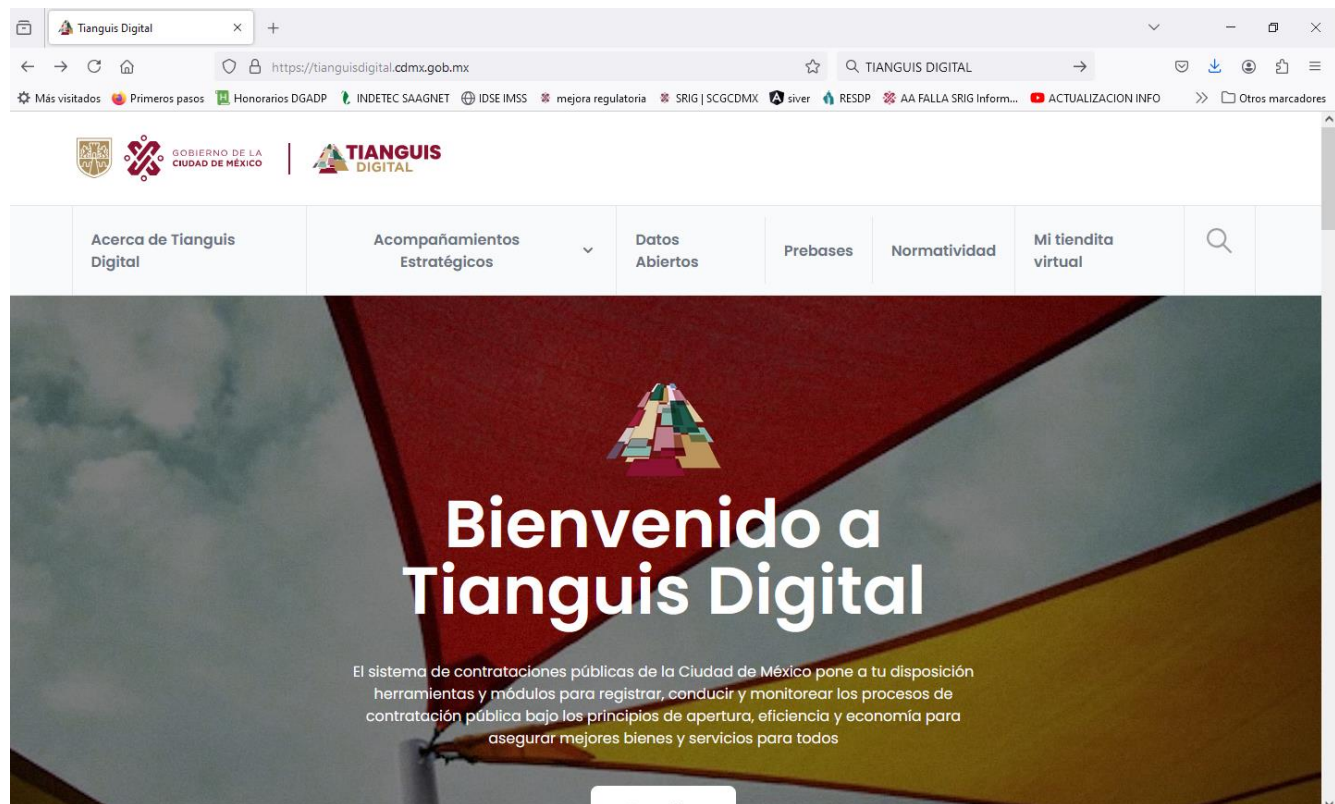 Tianguis Digital
https://tianguisdigital.cdmx.gob.mx
TIANGUIS DIGITAL
Más visitados
Primeros pasos
Honorarios DGADP
INDETEC SAAGNET
IDSE IMSS
mejora regulatoria
SRIG | SCGCDMX
siver
RESDP
AA FALLA SRIG Inform...
ACTUALIZACION INFO
Otros marcadores
GOBIERNO DE LA
CIUDAD DE MÉXICO
TIANGUIS
DIGITAL
Acerca de Tianguis
Digital
Acompañamientos
Estratégicos
Datos
Abiertos
Prebases
Normatividad
Mi tiendita
virtual
Bienvenido a
Tianguis Digital
El sistema de contrataciones públicas de la Ciudad de México pone a tu disposición
herramientas y módulos para registrar, conducir y monitorear los procesos de
contratación pública bajo los principios de apertura, eficiencia y economía para
asegurar mejores bienes y servicios para todos